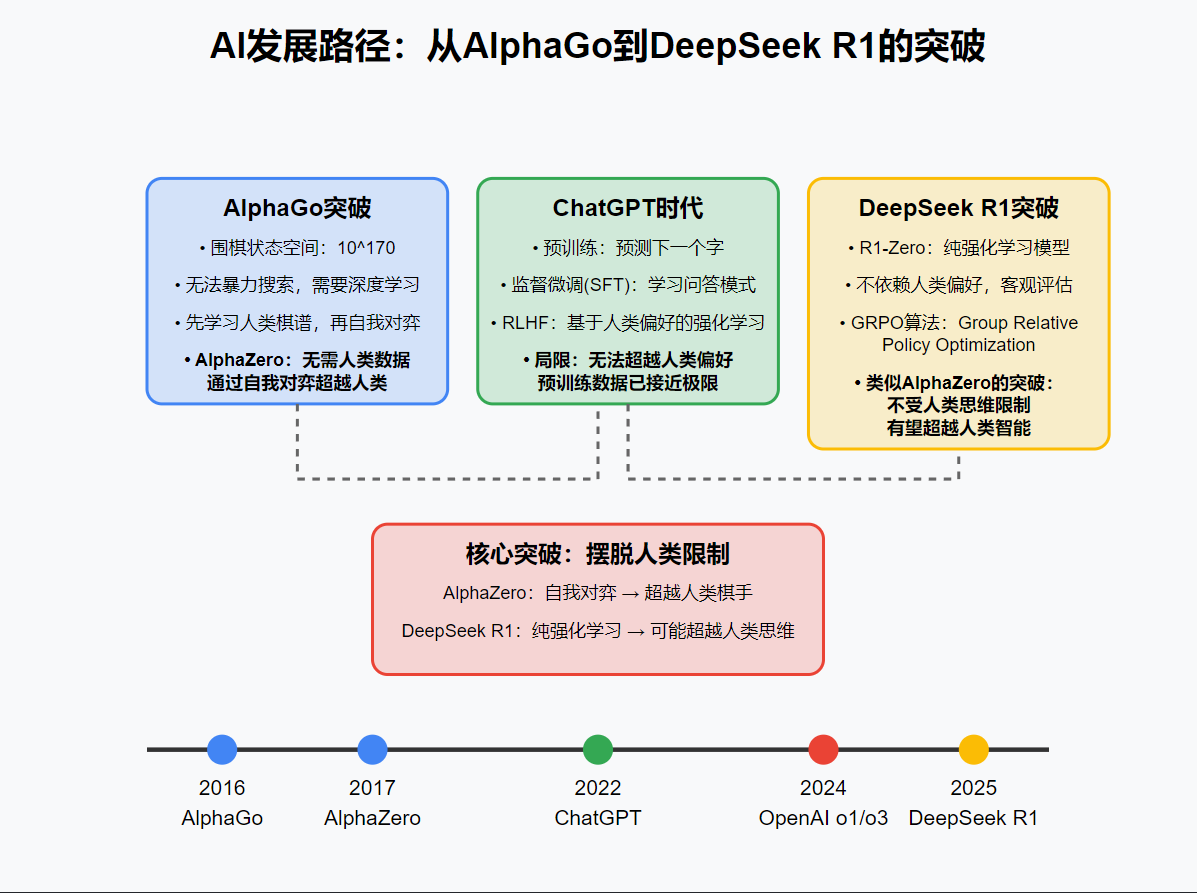 AI发展路径：从AlphaGo到DeepSeek R1的突破
AlphaGo突破
• 围棋状态空间：10^170
• 无法暴力搜索，需要深度学习
• 先学习人类棋谱，再自我对弈
• AlphaZero：无需人类数据
通过自我对弈超越人类
ChatGPT时代
• 预训练：预测下一个字
• 监督微调(SFT)：学习问答模式
• RLHF：基于人类偏好的强化学习
• 局限：无法超越人类偏好
预训练数据已接近极限
DeepSeek R1突破
• R1-Zero：纯强化学习模型
• 不依赖人类偏好，客观评估
• GRPO算法：Group Relative
Policy Optimization
• 类似AlphaZero的突破：
不受人类思维限制
有望超越人类智能
核心突破：摆脱人类限制
AlphaZero：自我对弈 → 超越人类棋手
DeepSeek R1：纯强化学习 → 可能超越人类思维
2016
AlphaGo
2017
AlphaZero
2022
ChatGPT
2024
OpenAI o1/o3
2025
DeepSeek R1